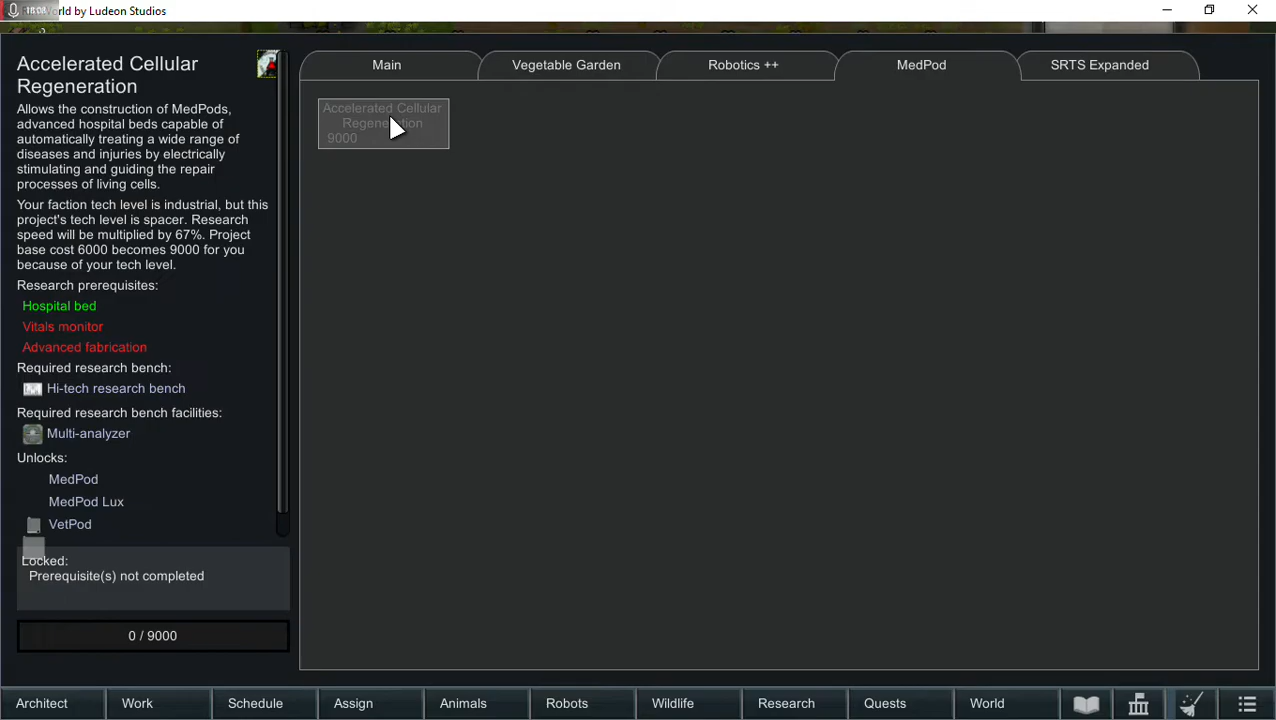 World by Ludeon Studios
Accelerated Cellular
Regeneration
Allows the construction of MedPods,
advanced hospital beds capable of
automatically treating a wide range of
diseases and injuries by electrically
stimulating and guiding the repair
processes of living cells.
Your faction tech level is industrial, but this
project's tech level is spacer. Research
speed will be multiplied by 67%. Project
base cost 6000 becomes 9000 for you
because of your tech level.
Research prerequisites:
Hospital bed
Vitals monitor
Advanced fabrication
Required research bench:
Hi-tech research bench
Required research bench facilities:
Multi-analyzer
Unlocks:
MedPod
MedPod Lux
VetPod
Locked:
Prerequisite(s) not completed
0 / 9000
Main
Vegetable Garden
Robotics ++
MedPod
SRTS Expanded
Accelerated Cellular
Regeneration
9000
Architect
Work
Schedule
Assign
Animals
Robots
Wildlife
Research
Quests
World